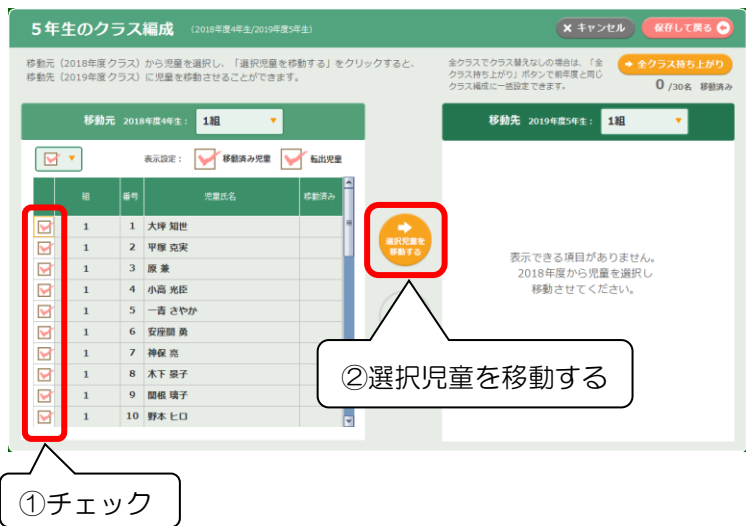 5年生のクラス編成 (2018年度4年生/2019年度5年生)
× キャンセル
保存して戻る
移動元(2018年度クラス)から児童を選択し、「選択児童を移動する」をクリックすると、
移動先(2019年度クラス)に児童を移動させることができます。
全クラスでクラス替えなしの場合は、「全
クラス持ち上がり」ボタンで前年度と同じ
クラス編成に一括設定できます。
全クラス持ち上がり
0 /30名 移動済み
移動元 2018年度4年生: 1組
移動先 2019年度5年生: 1組
表示設定: 移動済み児童 転出児童
組 番号 児童氏名 移動済み
1 1 大坪 知世
1 2 平塚 克実
1 3 原 兼
1 4 小高 光臣
1 5 一青 さやか
1 6 安座間 勇
1 7 神保 亮
1 8 木下 景子
1 9 関根 璃子
1 10 野本 ヒロ
選択児童を
移動する
表示できる項目がありません。
2018年度から児童を選択し
移動させてください。
②選択児童を移動する
①チェック